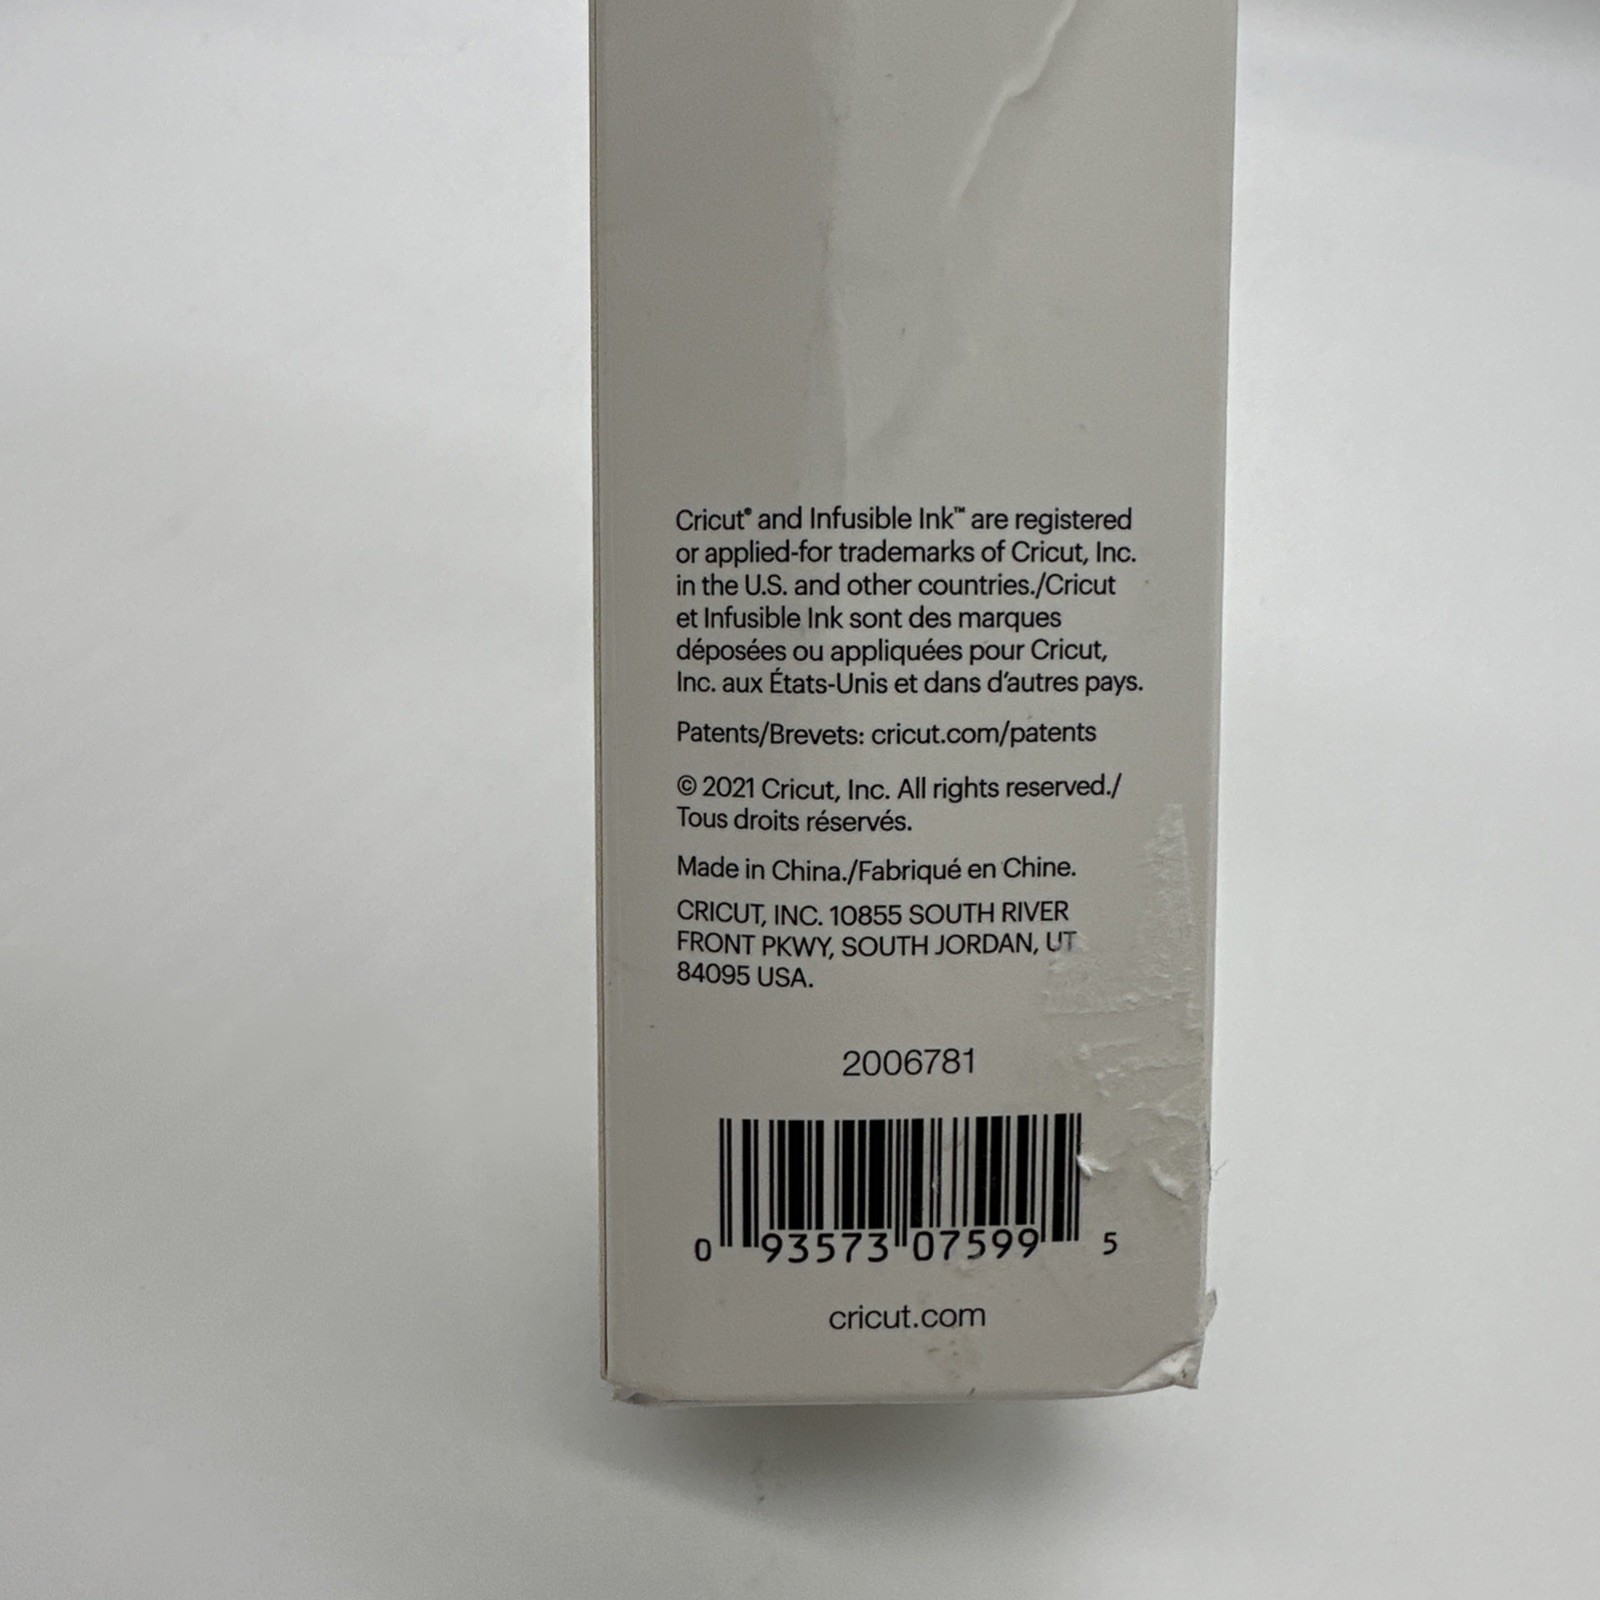 Cricut® and Infusible Ink™ are registered
or applied-for trademarks of Cricut, Inc.
in the U.S. and other countries./Cricut
et Infusible Ink sont des marques
déposées ou appliquées pour Cricut,
Inc. aux États-Unis et dans d'autres pays.
Patents/Brevets: cricut.com/patents
© 2021 Cricut, Inc. All rights reserved./
Tous droits réservés.
Made in China./Fabriqué en Chine.
CRICUT, INC. 10855 SOUTH RIVER
FRONT PKWY, SOUTH JORDAN, UT
84095 USA.
2006781
0 93573 07599 5
cricut.com